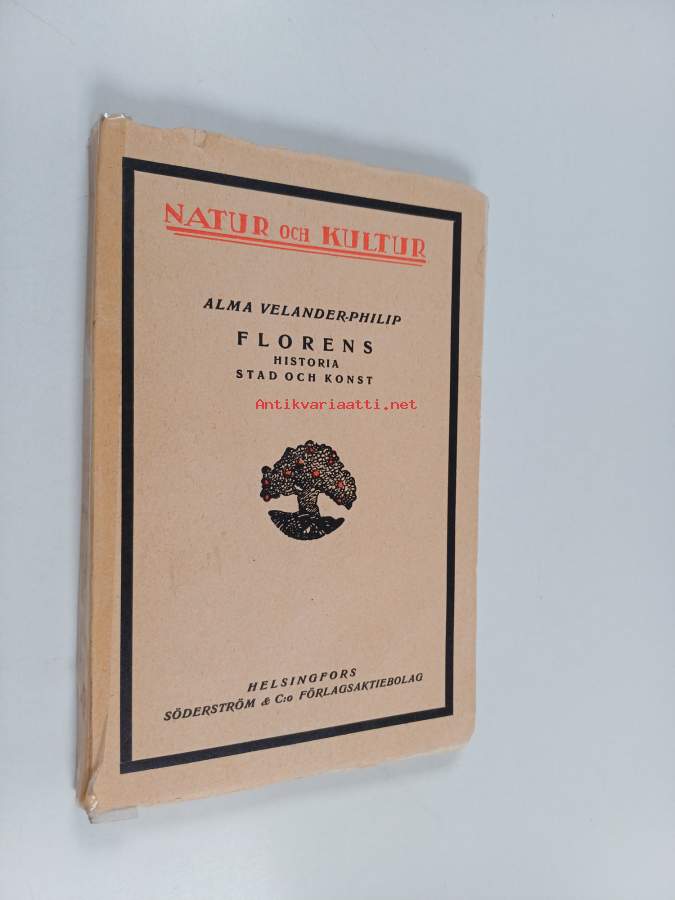 NATUR OCH KULTUR
ALMA VELANDER-PHILIP
FLORENS
HISTORIA
STAD OCH KONST
Antikvariaatti.net
HELSINGFORS
SÖDERSTRÖM & C:o FÖRLAGSAKTIEBOLAG